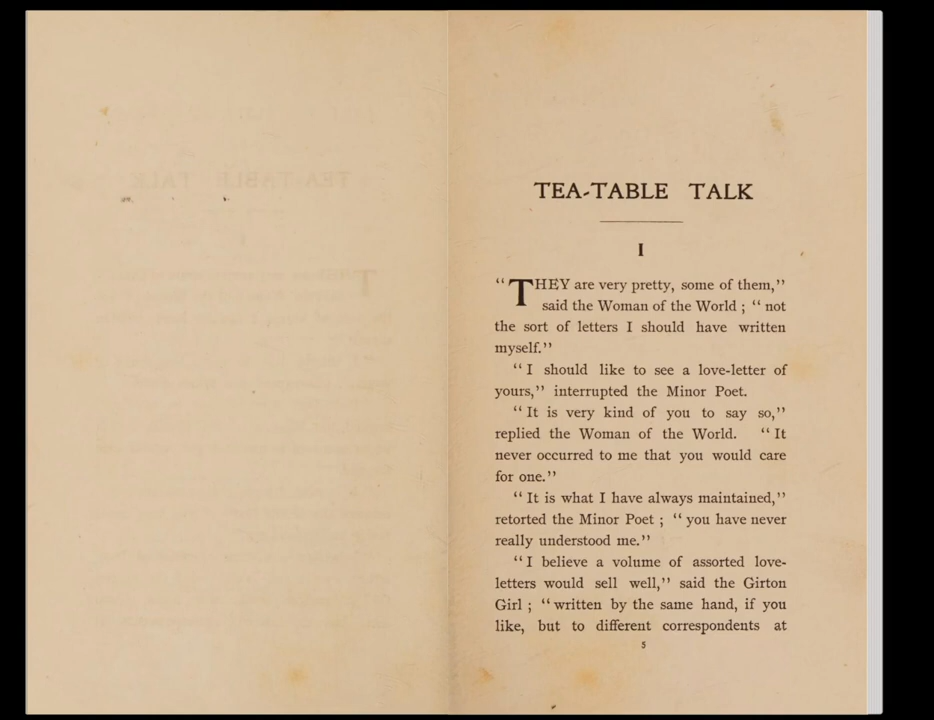 TEA-TABLE TALK
I
“THEY are very pretty, some of them,”
said the Woman of the World ; “ not
the sort of letters I should have written
myself.”
“ I should like to see a love-letter of
yours,” interrupted the Minor Poet.
“ It is very kind of you to say so,”
replied the Woman of the World. “ It
never occurred to me that you would care
for one.”
“ It is what I have always maintained,”
retorted the Minor Poet ; “ you have never
really understood me.”
“ I believe a volume of assorted love-
letters would sell well,” said the Girton
Girl ; “ written by the same hand, if you
like, but to different correspondents at
5